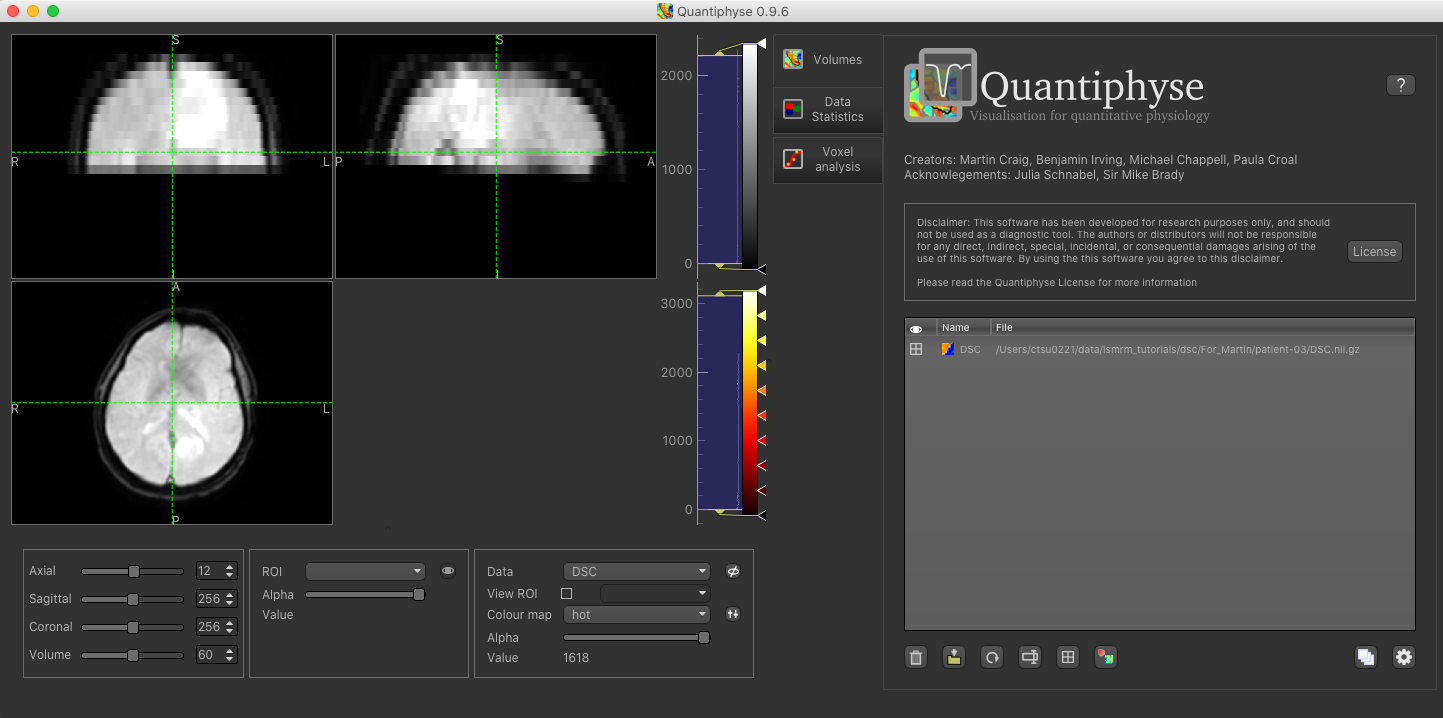 Quantiphyse 0.9.6
S
R
L
I
S
P
A
I
2000
1000
0
A
R
L
P
3000
2000
1000
0
Volumes
Data
Statistics
Voxel
analysis
Quantiphyse
Visualisation for quantitative physiology
?
Creators: Martin Craig, Benjamin Irving, Michael Chappell, Paula Croal
Acknowlegements: Julia Schnabel, Sir Mike Brady
Disclaimer: This software has been developed for research purposes only, and should
not be used as a diagnostic tool. The authors or distributors will not be responsible
for any direct, indirect, special, incidental, or consequential damages arising of the
use of this software. By using the this software you agree to this disclaimer.
Please read the Quantiphyse License for more information
License
Name File
DSC /Users/ctsu0221/data/ismrm_tutorials/dsc/For_Martin/patient-03/DSC.nii.gz
Axial 12
Sagittal 256
Coronal 256
Volume 60
ROI
Alpha
Value
Data DSC
View ROI
Colour map hot
Alpha
Value 1618